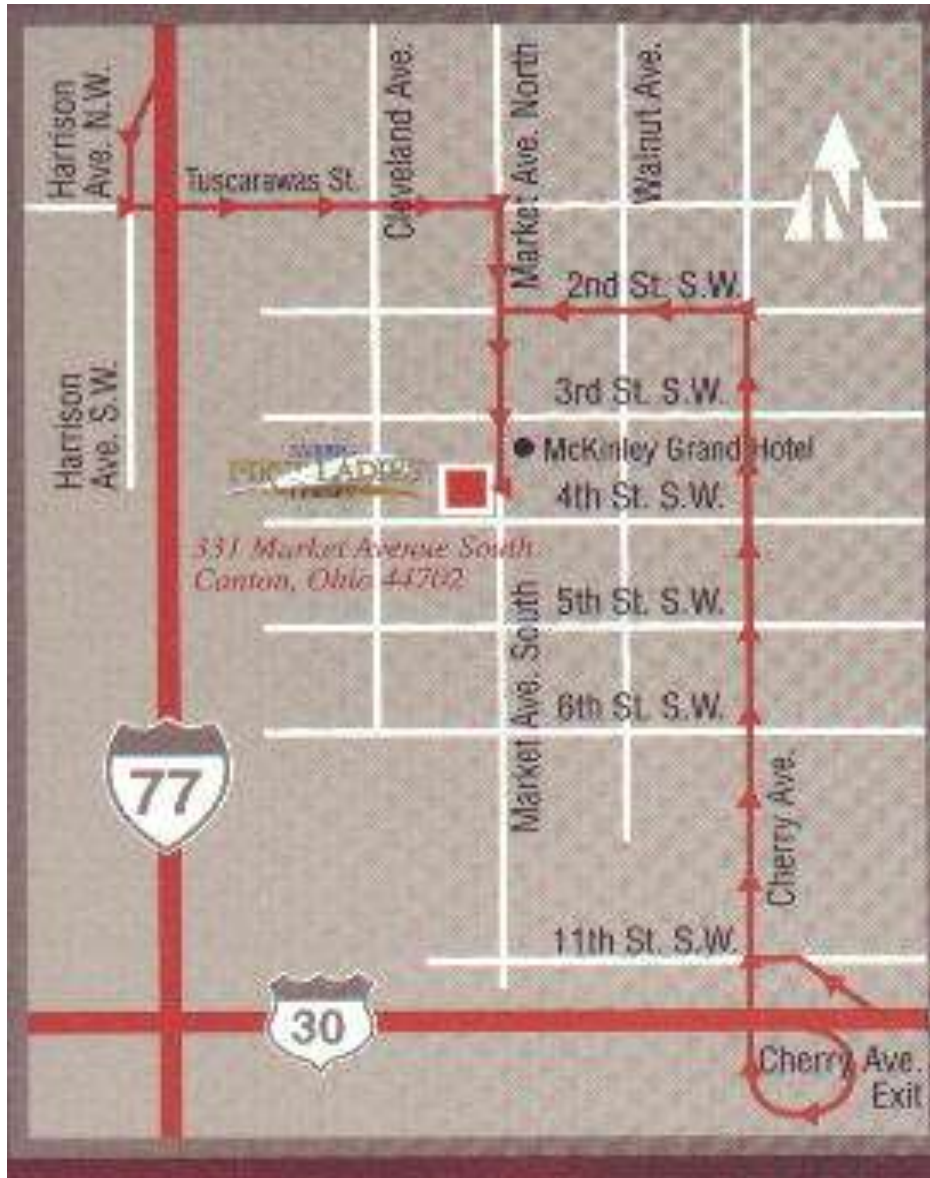 Harrison
Ave. N.W.
Cleveland Ave.
Market Ave. North
Walnut Ave.
Tuscarawas St.
N
2nd St. S.W.
Harrison
Ave. S.W.
3rd St. S.W.
McKinley Grand Hotel
FIRST LADIES
4th St. S.W.
331 Market Avenue South
Canton, Ohio 44702
5th St. S.W.
Market Ave. South
6th St. S.W.
77
Cherry Ave.
11th St. S.W.
30
Cherry Ave.
Exit